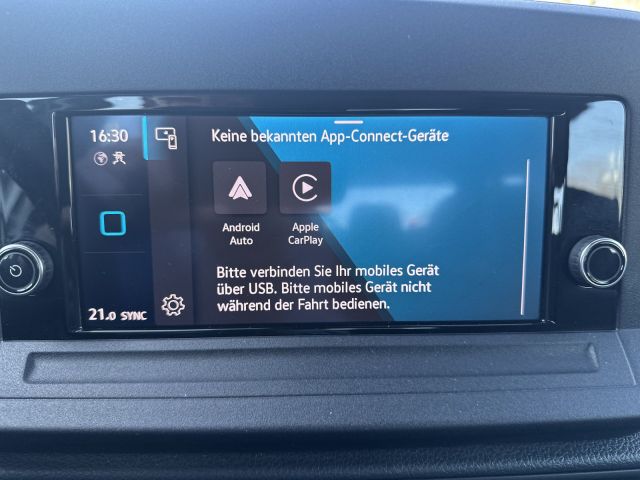 16:30
Keine bekannten App-Connect-Geräte
Android
Auto
Apple
CarPlay
Bitte verbinden Sie Ihr mobiles Gerät
über USB. Bitte mobiles Gerät nicht
während der Fahrt bedienen.
21.0 SYNC